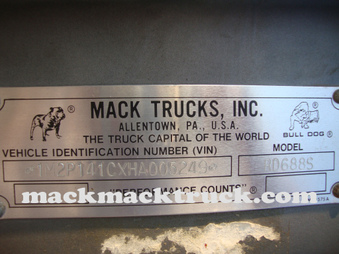 MACK TRUCKS, INC.
ALLENTOWN, PA., U.S.A.
THE TRUCK CAPITAL OF THE WORLD
BULL DOG
VEHICLE IDENTIFICATION NUMBER (VIN)
MODEL
mackmacktruck.com
"PERFORMANCE COUNTS"